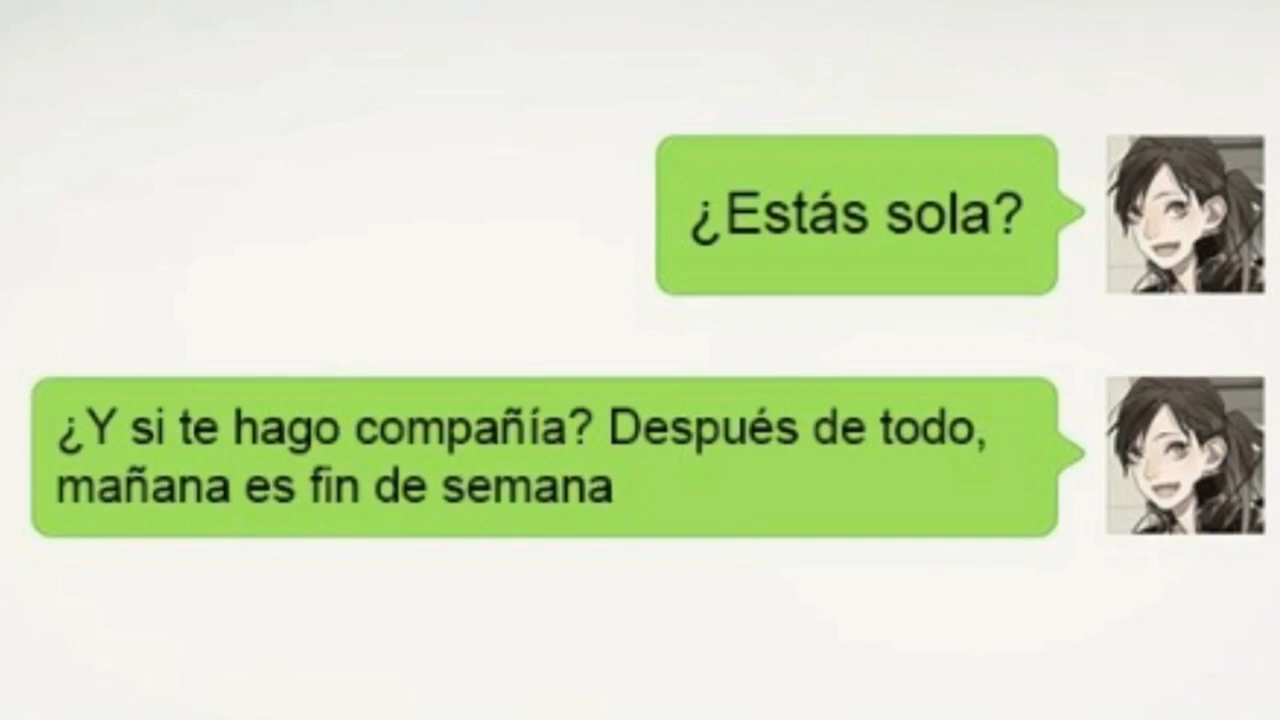 ¿Estás sola?
¿Y si te hago compañía? Después de todo,
mañana es fin de semana